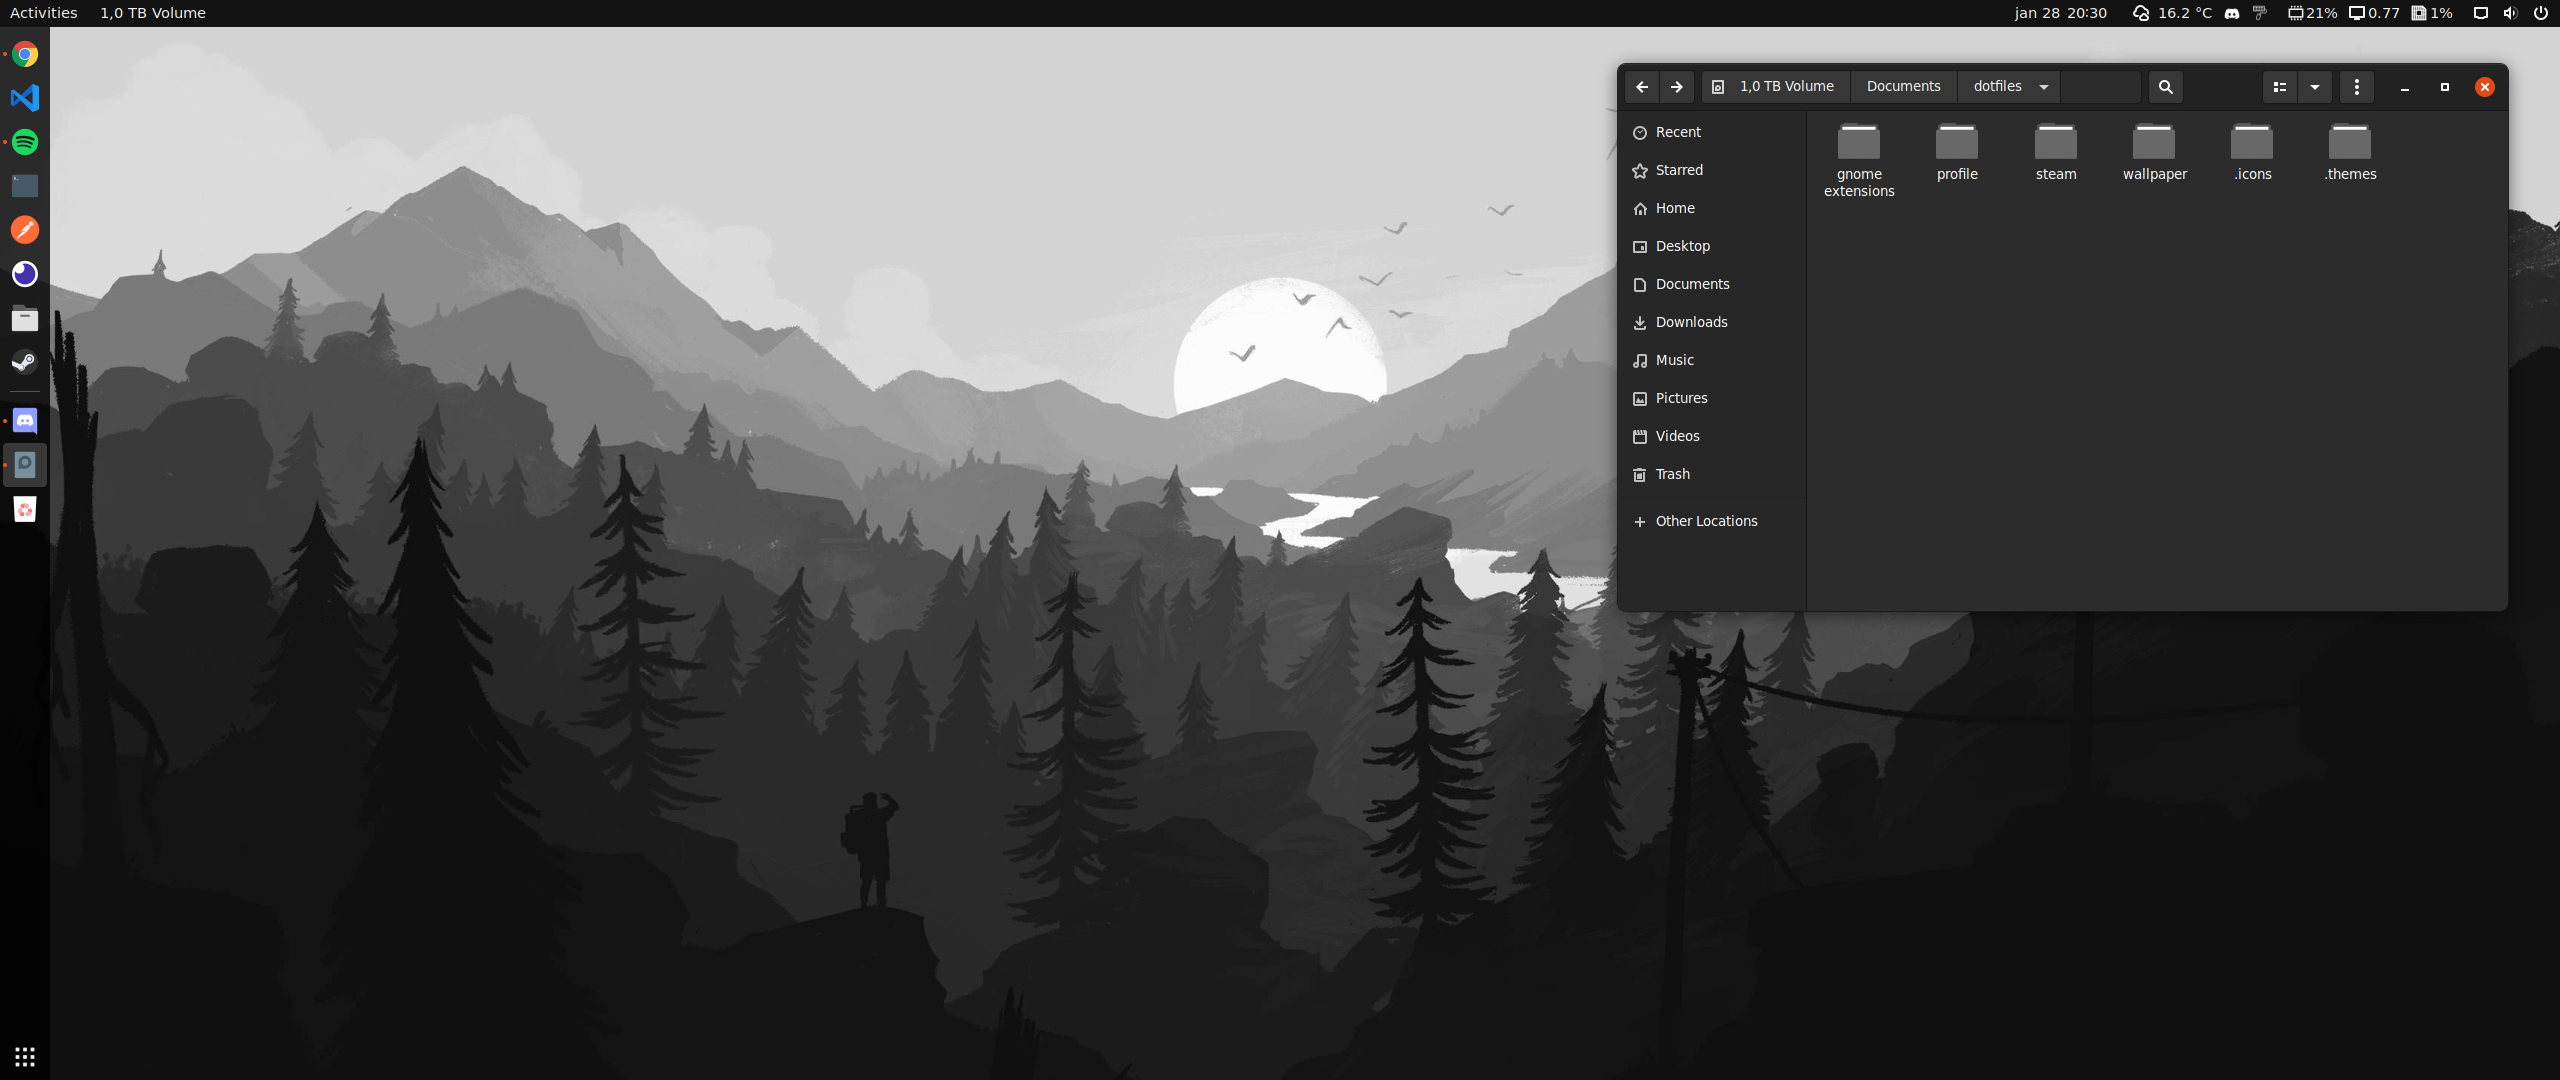 Activities 1,0 TB Volume jan 28 20:30 16.2 °C 21% 0.77 1%
1,0 TB Volume Documents dotfiles
Recent
Starred
Home
Desktop
Documents
Downloads
Music
Pictures
Videos
Trash
Other Locations
gnome
extensions
profile
steam
wallpaper
.icons
.themes